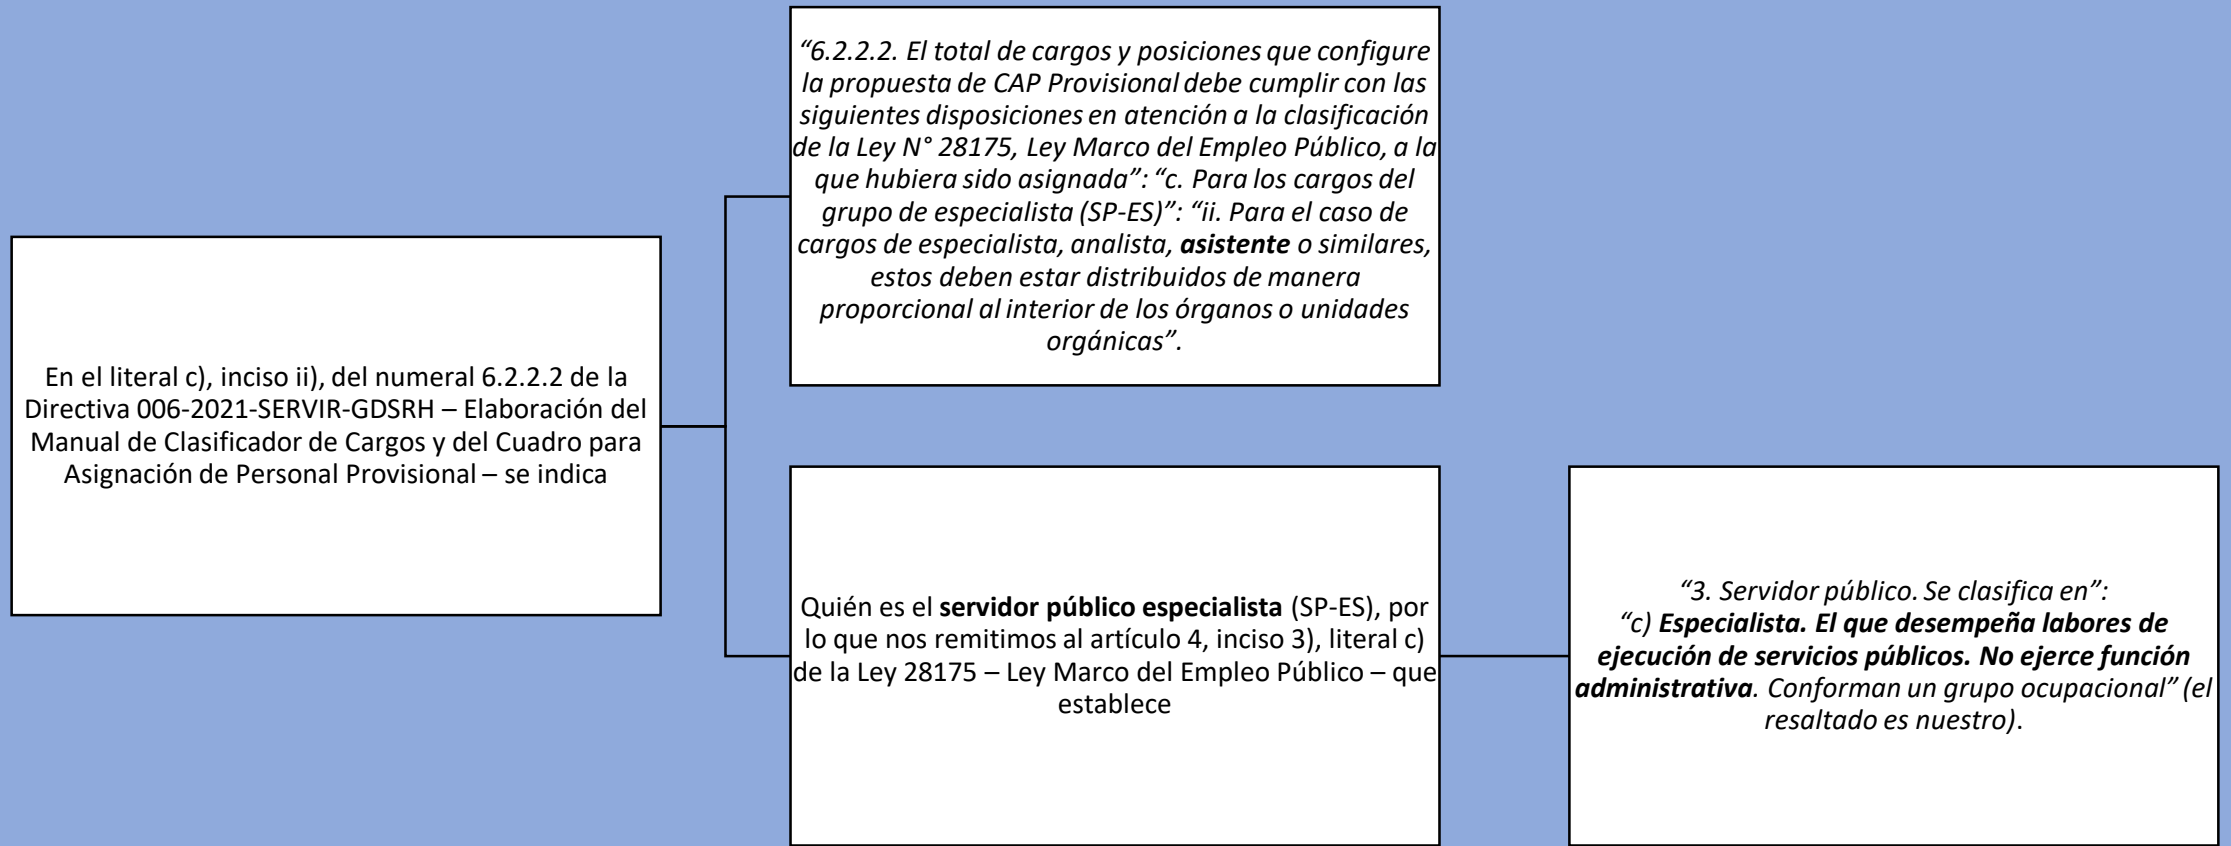 En el literal c), inciso ii), del numeral 6.2.2.2 de la
Directiva 006-2021-SERVIR-GDSRH – Elaboración del
Manual de Clasificador de Cargos y del Cuadro para
Asignación de Personal Provisional – se indica
“6.2.2.2. El total de cargos y posiciones que configure
la propuesta de CAP Provisional debe cumplir con las
siguientes disposiciones en atención a la clasificación
de la Ley N° 28175, Ley Marco del Empleo Público, a la
que hubiera sido asignada”: “c. Para los cargos del
grupo de especialista (SP-ES)”: “ii. Para el caso de
cargos de especialista, analista, asistente o similares,
estos deben estar distribuidos de manera
proporcional al interior de los órganos o unidades
orgánicas”.
Quién es el servidor público especialista (SP-ES), por
lo que nos remitimos al artículo 4, inciso 3), literal c)
de la Ley 28175 – Ley Marco del Empleo Público – que
establece
“3. Servidor público. Se clasifica en”:
“c) Especialista. El que desempeña labores de
ejecución de servicios públicos. No ejerce función
administrativa. Conforman un grupo ocupacional” (el
resaltado es nuestro).